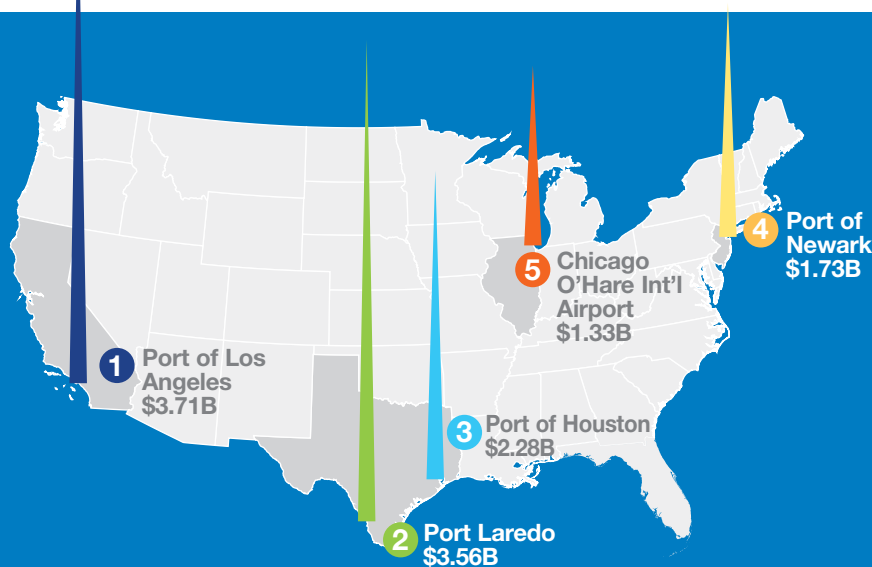 1
Port of Los
Angeles
$3.71B
2
Port Laredo
$3.56B
3
Port of Houston
$2.28B
4
Port of
Newark
$1.73B
5
Chicago
O’Hare Int’l
Airport
$1.33B